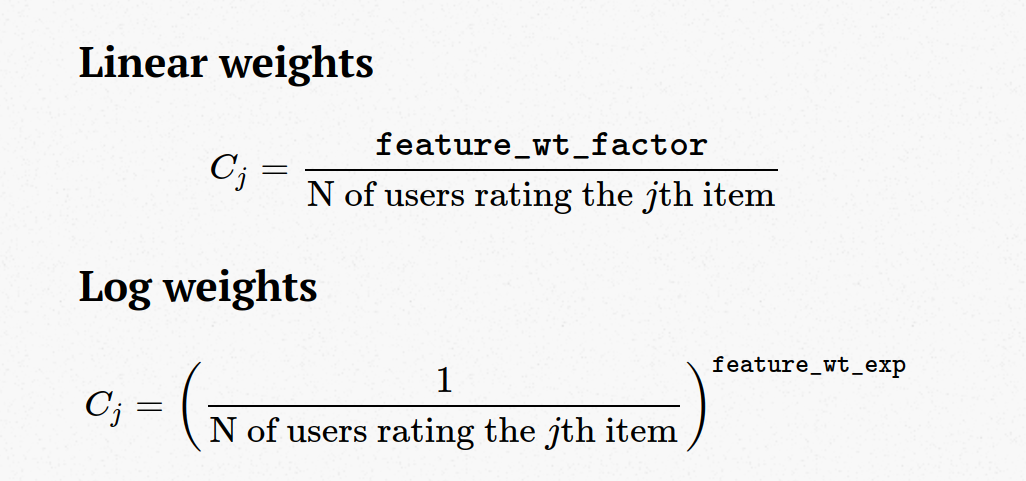 Linear weights
C_j = \frac{\texttt{feature\_wt\_factor}}{\text{N of users rating the } j\text{th item}}
Log weights
C_j = \left( \frac{1}{\text{N of users rating the } j\text{th item}} \right)^{\texttt{feature\_wt\_exp}}